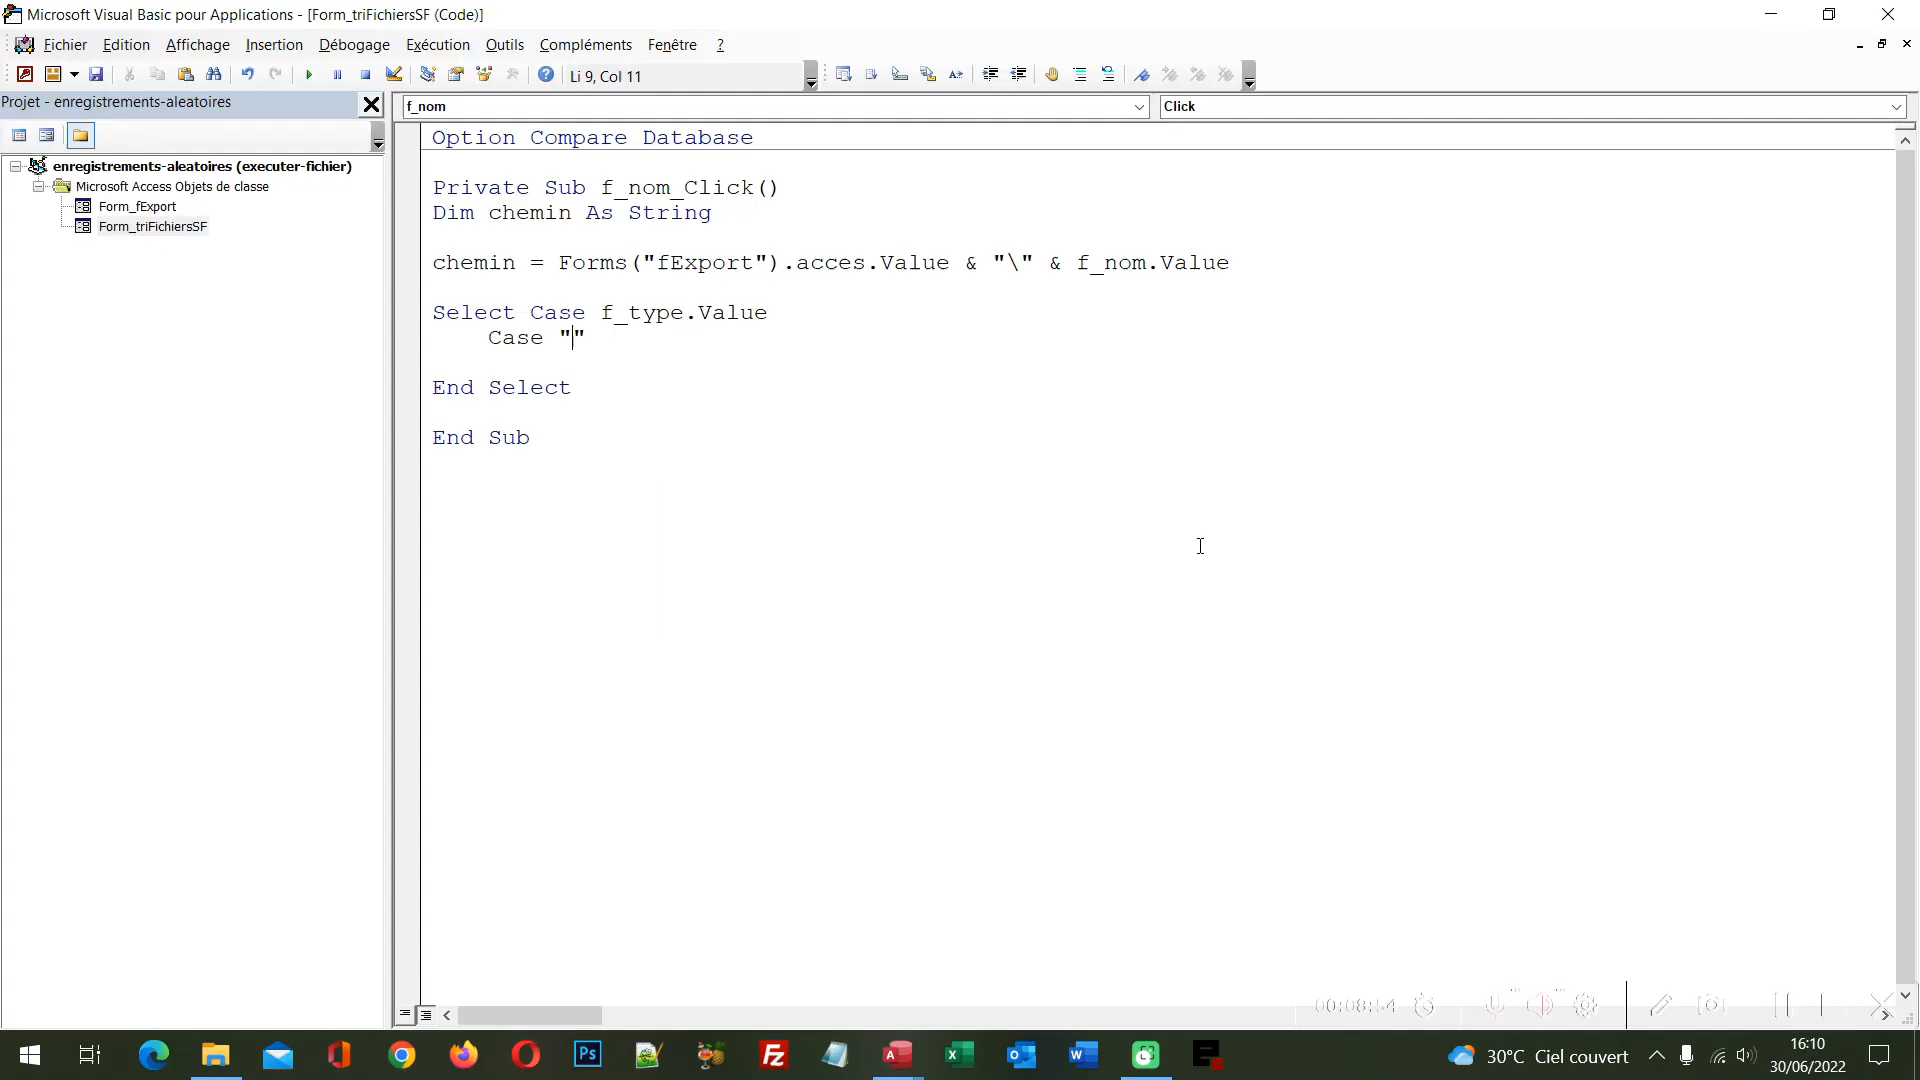 Microsoft Visual Basic pour Applications - [Form_triFichiersSF (Code)]
Fichier Edition Affichage Insertion Débogage Exécution Outils Compléments Fenêtre ?
Li 9, Col 11
Projet - enregistrements-aleatoires
f_nom Click
enregistrements-aleatoires (executer-fichier)
Microsoft Access Objets de classe
Form_fExport
Form_triFichiersSF
Option Compare Database
Private Sub f_nom_Click()
Dim chemin As String
chemin = Forms("fExport").acces.Value & "\" & f_nom.Value
Select Case f_type.Value
Case ""
End Select
End Sub
00:08:54
30°C Ciel couvert
16:10
30/06/2022